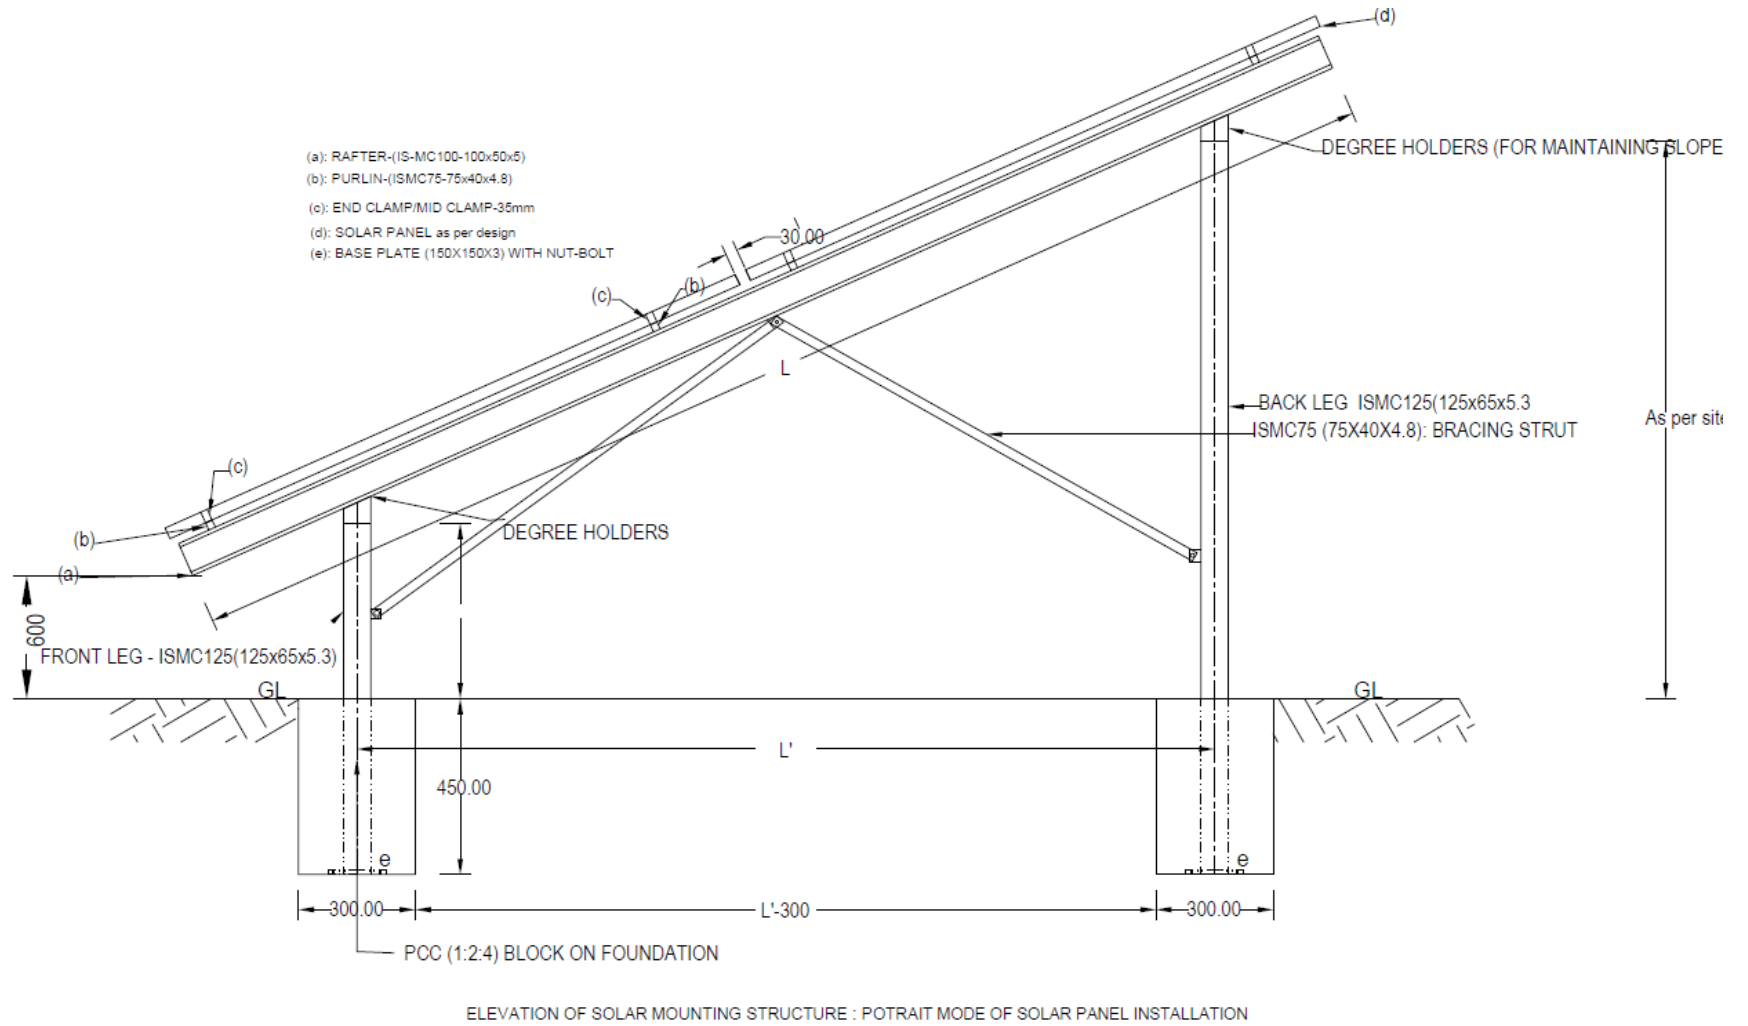 (d)
DEGREE HOLDERS (FOR MAINTAINING SLOPE
(a): RAFTER-(IS-MC100-100x50x5)
(b): PURLIN-(ISMC75-75x40x4.8)
(c): END CLAMP/MID CLAMP-35mm
(d): SOLAR PANEL as per design
(e): BASE PLATE (150X150X3) WITH NUT-BOLT
30.00
(c)
(b)
L
BACK LEG ISMC125(125x65x5.3
ISMC75 (75X40X4.8): BRACING STRUT
As per site
(c)
(b)
DEGREE HOLDERS
(a)
600
FRONT LEG - ISMC125(125x65x5.3)
GL
GL
L'
450.00
e
e
300.00
L'-300
300.00
PCC (1:2:4) BLOCK ON FOUNDATION
ELEVATION OF SOLAR MOUNTING STRUCTURE : POTRAIT MODE OF SOLAR PANEL INSTALLATION